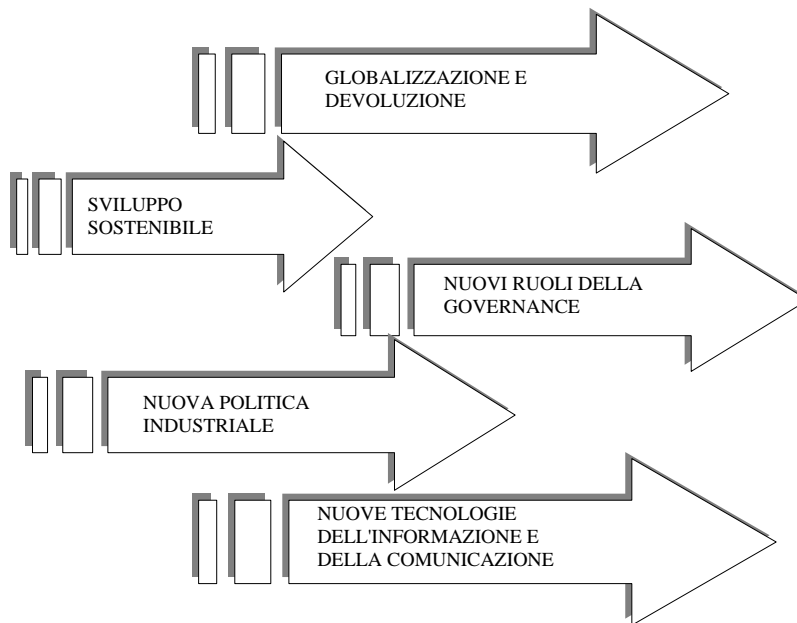 GLOBALIZZAZIONE E
DEVOLUZIONE
SVILUPPO
SOSTENIBILE
NUOVI RUOLI DELLA
GOVERNANCE
NUOVA POLITICA
INDUSTRIALE
NUOVE TECNOLOGIE
DELL'INFORMAZIONE E
DELLA COMUNICAZIONE